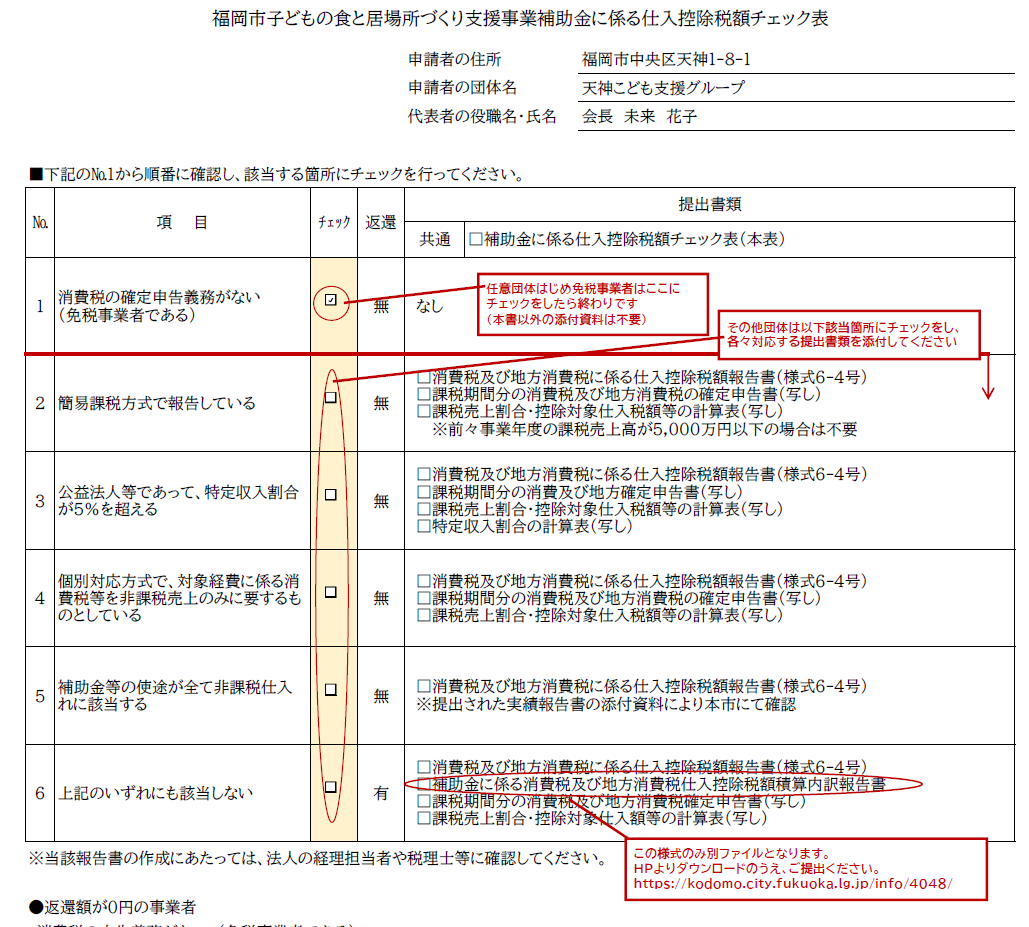 福岡市子どもの食と居場所づくり支援事業補助金に係る仕入控除税額チェック表
申請者の住所 福岡市中央区天神1-8-1
申請者の団体名 天神こども支援グループ
代表者の役職名・氏名 会長 未来 花子
■下記の№1から順番に確認し、該当する箇所にチェックを行ってください。
№ 項 目 ﾁｪｯｸ 返還 提出書類
共通 □補助金に係る仕入控除税額チェック表（本表）
1 消費税の確定申告義務がない
（免税事業者である） ☑ 無 なし
任意団体はじめ免税事業者はここに
チェックをしたら終わりです
（本書以外の添付資料は不要）
その他団体は以下該当箇所にチェックをし、
各々対応する提出書類を添付してください
2 簡易課税方式で報告している □ 無
□消費税及び地方消費税に係る仕入控除税額報告書（様式6-4号）
□課税期間分の消費税及び地方消費税の確定申告書（写し）
□課税売上割合・控除対象仕入税額等の計算表（写し）
※前々事業年度の課税売上高が5,000万円以下の場合は不要
3 公益法人等であって、特定収入割合
が5％を超える □ 無
□消費税及び地方消費税に係る仕入控除税額報告書（様式6-4号）
□課税期間分の消費及び地方確定申告書（写し）
□課税売上割合・控除対象仕入税額等の計算表（写し）
□特定収入割合の計算表（写し）
4 個別対応方式で、対象経費に係る消
費税等を非課税売上のみに要するも
のとしている □ 無
□消費税及び地方消費税に係る仕入控除税額報告書（様式6-4号）
□課税期間分の消費税及び地方消費税の確定申告書（写し）
□課税売上割合・控除対象仕入税額等の計算表（写し）
5 補助金等の使途が全て非課税仕入
れに該当する □ 無
□消費税及び地方消費税に係る仕入控除税額報告書（様式6-4号）
※提出された実績報告書の添付資料により本市にて確認
6 上記のいずれにも該当しない □ 有
□消費税及び地方消費税に係る仕入控除税額報告書（様式6-4号）
□補助金に係る消費税及び地方消費税仕入控除税額積算内訳報告書
□課税期間分の消費税及び地方消費税確定申告書（写し）
□課税売上割合・控除対象仕入額等の計算表（写し）
※当該報告書の作成にあたっては、法人の経理担当者や税理士等に確認してください。
この様式のみ別ファイルとなります。
HPよりダウンロードのうえ、ご提出ください。
https://kodomo.city.fukuoka.lg.jp/info/4048/
●返還額が0円の事業者